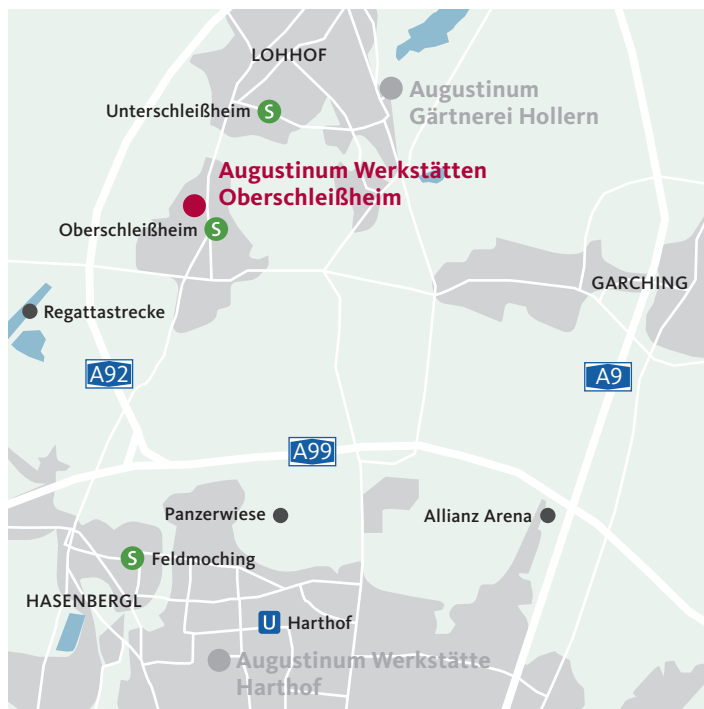 LOHHOF
Augustinum
Gärtnerei Hollern
Unterschleißheim S
Augustinum Werkstätten
Oberschleißheim
Oberschleißheim S
GARCHING
Regattastrecke
A92
A9
A99
Panzerwiese
Allianz Arena
S Feldmoching
HASENBERGL
U Harthof
Augustinum Werkstätte
Harthof